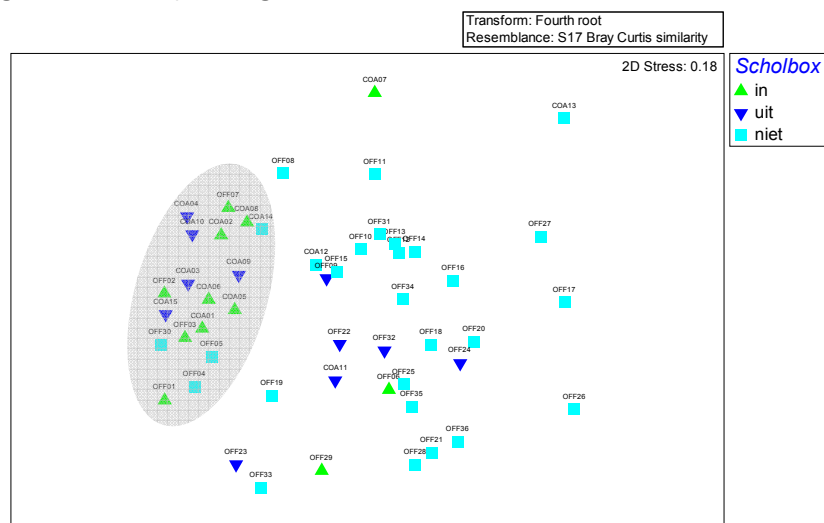 Transform: Fourth root
Resemblance: S17 Bray Curtis similarity
2D Stress: 0.18
Scholbox
in
uit
niet
COA07
COA13
OFF08
OFF11
OFF07
COA04
COA08
COA14
COA10
COA02
OFF31
OFF13
OFF10
OFF14
OFF27
COA12
OFF15
OFF09
COA03
COA09
OFF16
OFF02
COA06
OFF34
OFF17
COA15
COA05
COA01
OFF03
OFF30
OFF05
OFF22
OFF32
OFF18
OFF20
OFF24
OFF04
COA11
OFF25
OFF06
OFF01
OFF19
OFF35
OFF26
OFF36
OFF21
OFF28
OFF23
OFF29
OFF33